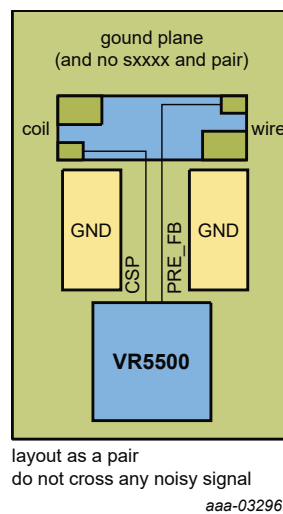 gound plane
(and no sxxxx and pair)
coil
wire
GND
GND
CSP
PRE_FB
VR5500
layout as a pair
do not cross any noisy signal
aaa-03296